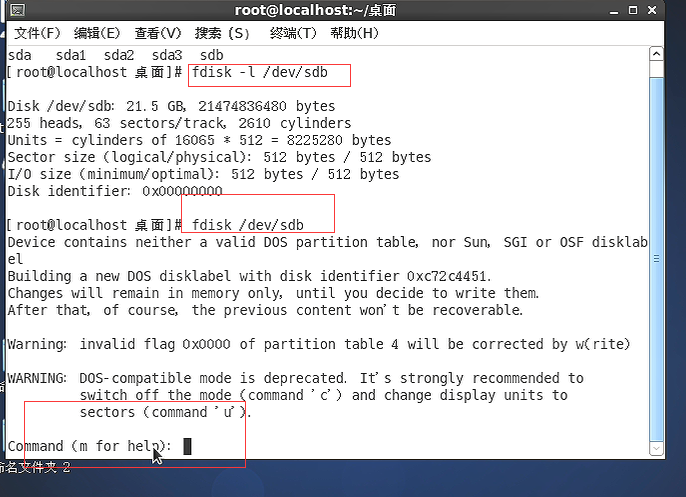 root@localhost:~/桌面
文件(F) 编辑(E) 查看(V) 搜索 (S) 终端(T) 帮助(H)
sda sda1 sda2 sda3 sdb
[root@localhost 桌面]# fdisk -l /dev/sdb
Disk /dev/sdb: 21.5 GB, 21474836480 bytes
255 heads, 63 sectors/track, 2610 cylinders
Units = cylinders of 16065 * 512 = 8225280 bytes
Sector size (logical/physical): 512 bytes / 512 bytes
I/O size (minimum/optimal): 512 bytes / 512 bytes
Disk identifier: 0x00000000
[root@localhost 桌面]# fdisk /dev/sdb
Device contains neither a valid DOS partition table, nor Sun, SGI or OSF disklab
el
Building a new DOS disklabel with disk identifier 0xc72c4451.
Changes will remain in memory only, until you decide to write them.
After that, of course, the previous content won't be recoverable.
Warning: invalid flag 0x0000 of partition table 4 will be corrected by w(rite)
WARNING: DOS-compatible mode is deprecated. It's strongly recommended to
switch off the mode (command 'c') and change display units to
sectors (command 'u').
Command (m for help):
命名文件夹 2